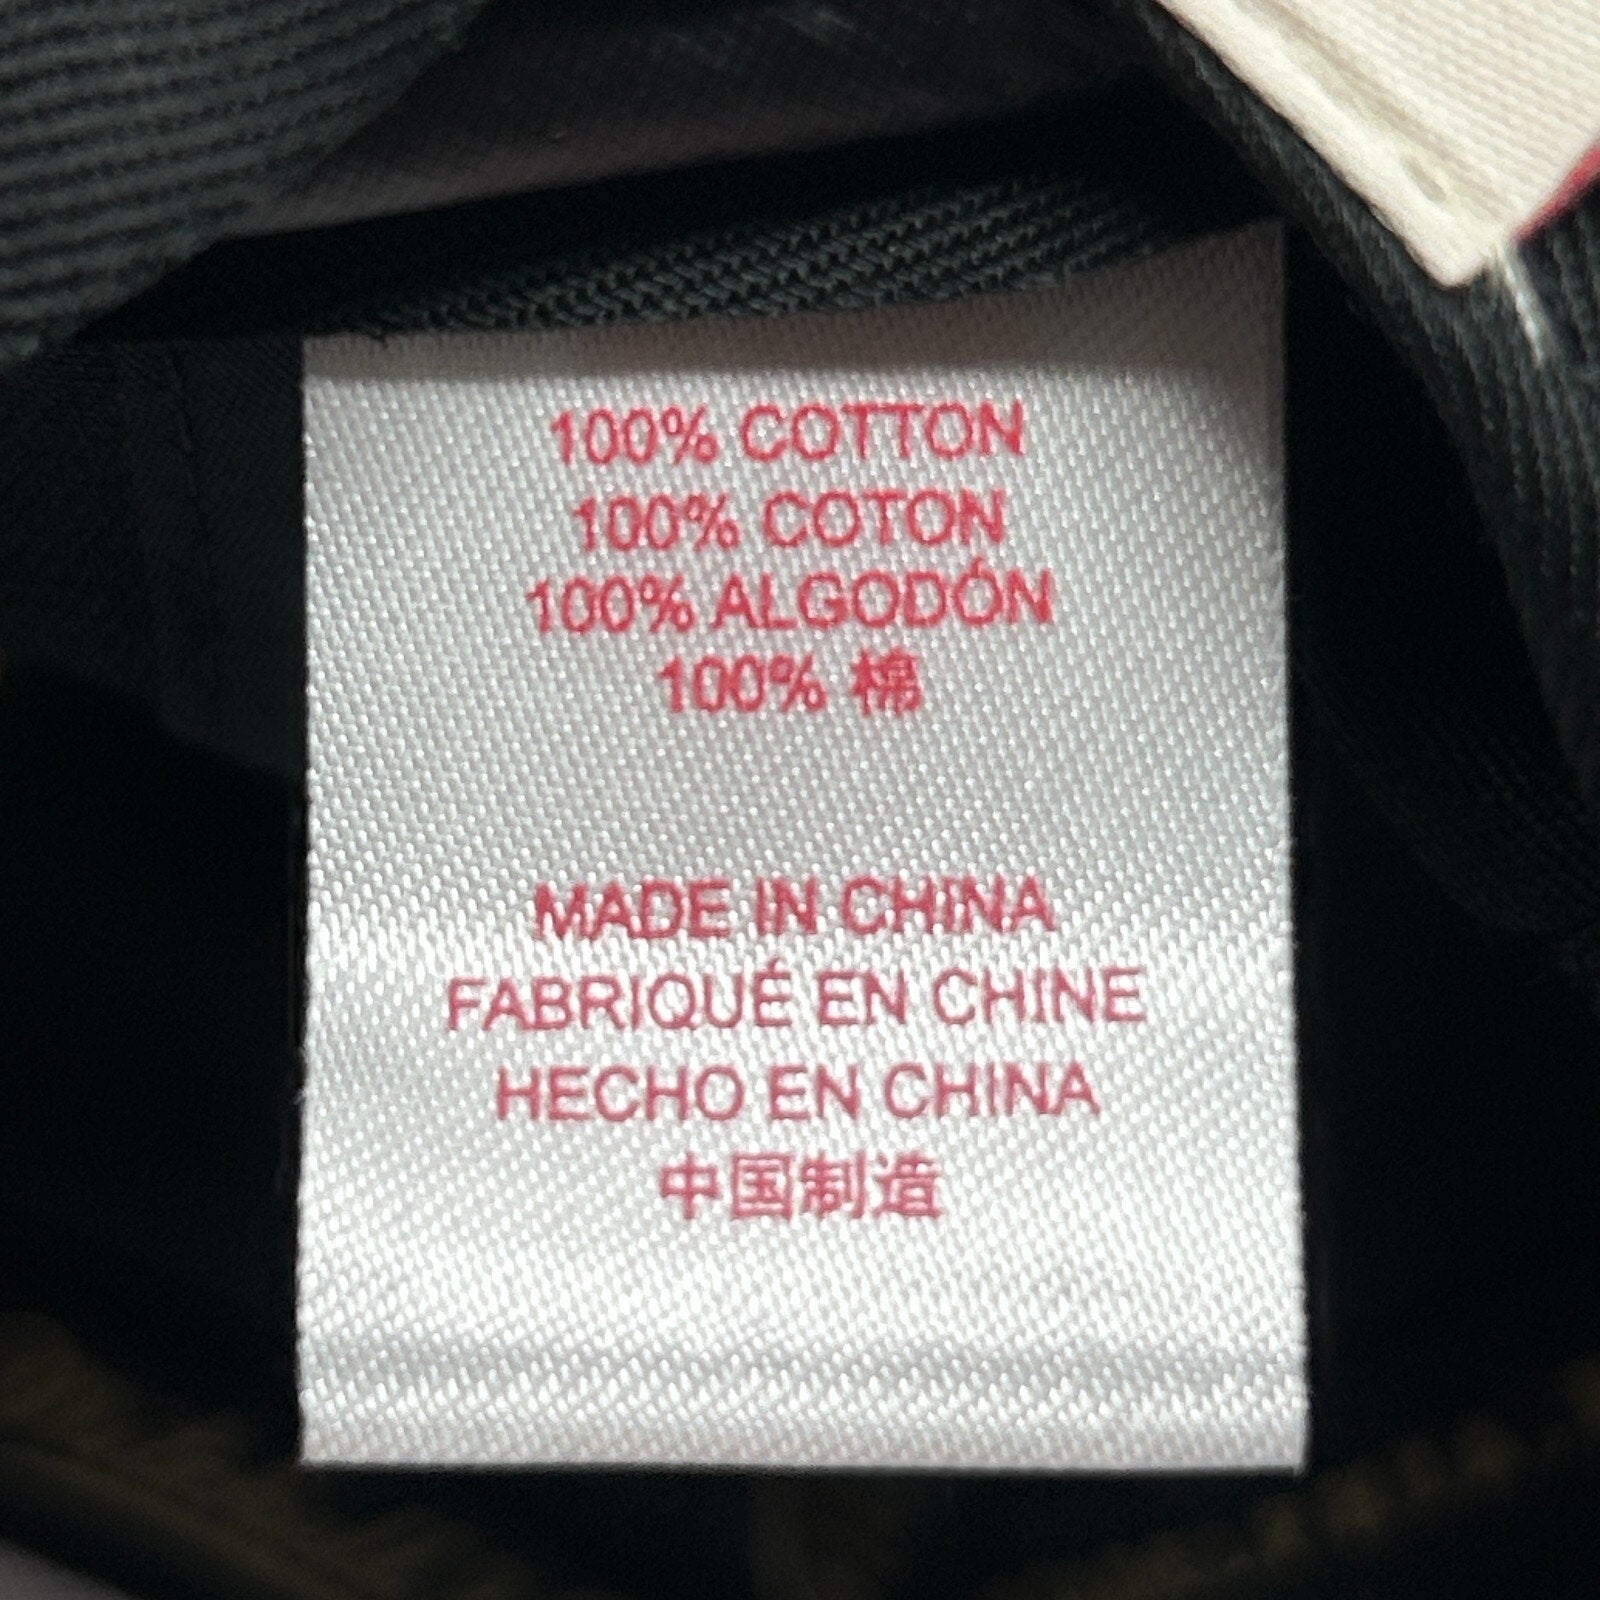 100% COTTON
100% COTON
100% ALGODÓN
100% 棉
MADE IN CHINA
FABRIQUÉ EN CHINE
HECHO EN CHINA
中国制造